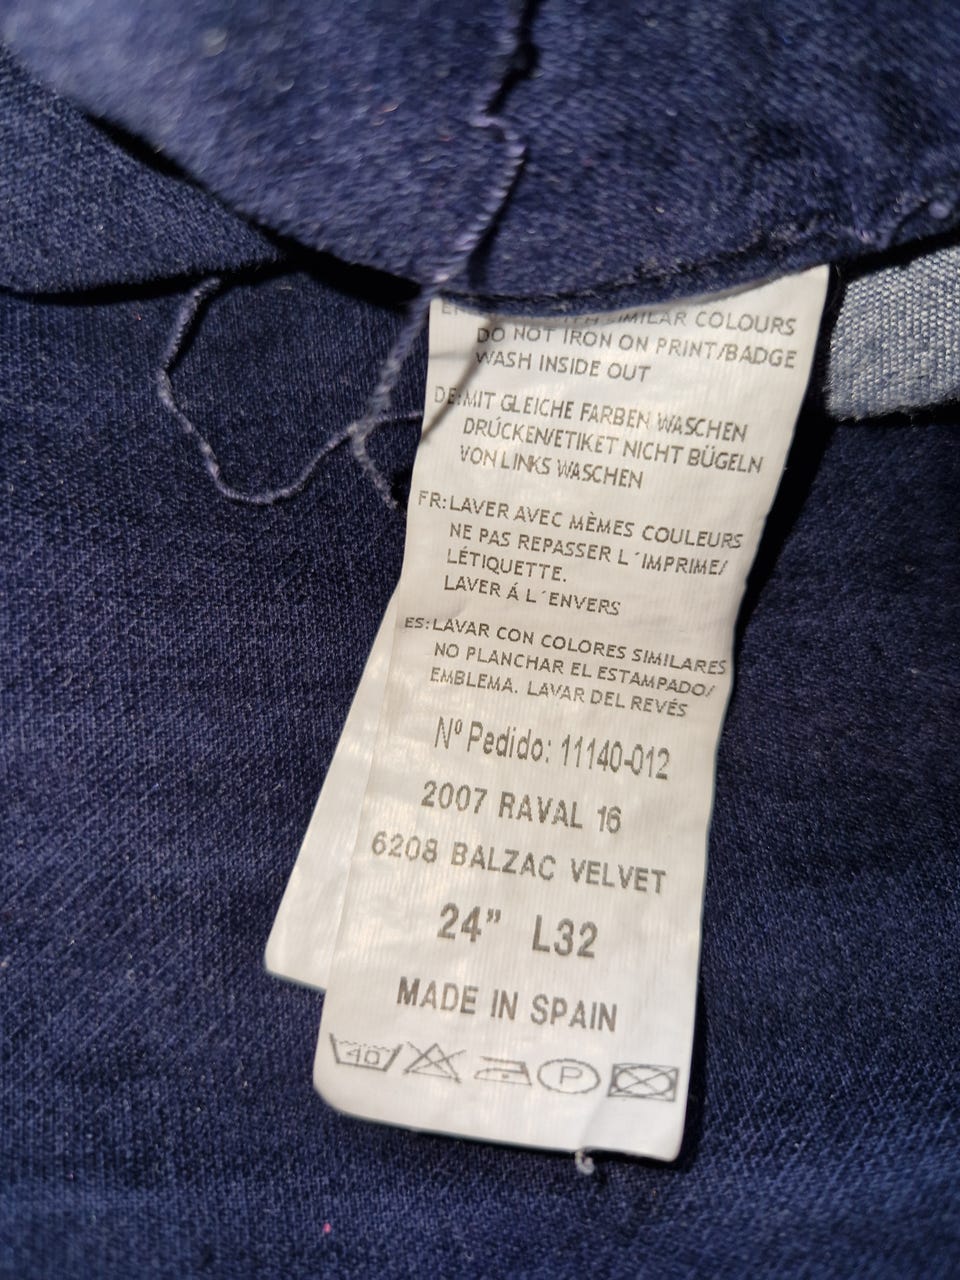 SIMILAR COLOURS
DO NOT IRON ON PRINT/BADGE
WASH INSIDE OUT
DE:MIT GLEICHE FARBEN WASCHEN
DRÜCKEN/ETIKET NICHT BÜGELN
VON LINKS WASCHEN
FR:LAVER AVEC MÈMES COULEURS
NE PAS REPASSER L´IMPRIME/
LÉTIQUETTE.
LAVER Á L´ENVERS
ES:LAVAR CON COLORES SIMILARES
NO PLANCHAR EL ESTAMPADO/
EMBLEMA. LAVAR DEL REVÉS
Nº Pedido: 11140-012
2007 RAVAL 16
6208 BALZAC VELVET
24" L32
MADE IN SPAIN
40 P